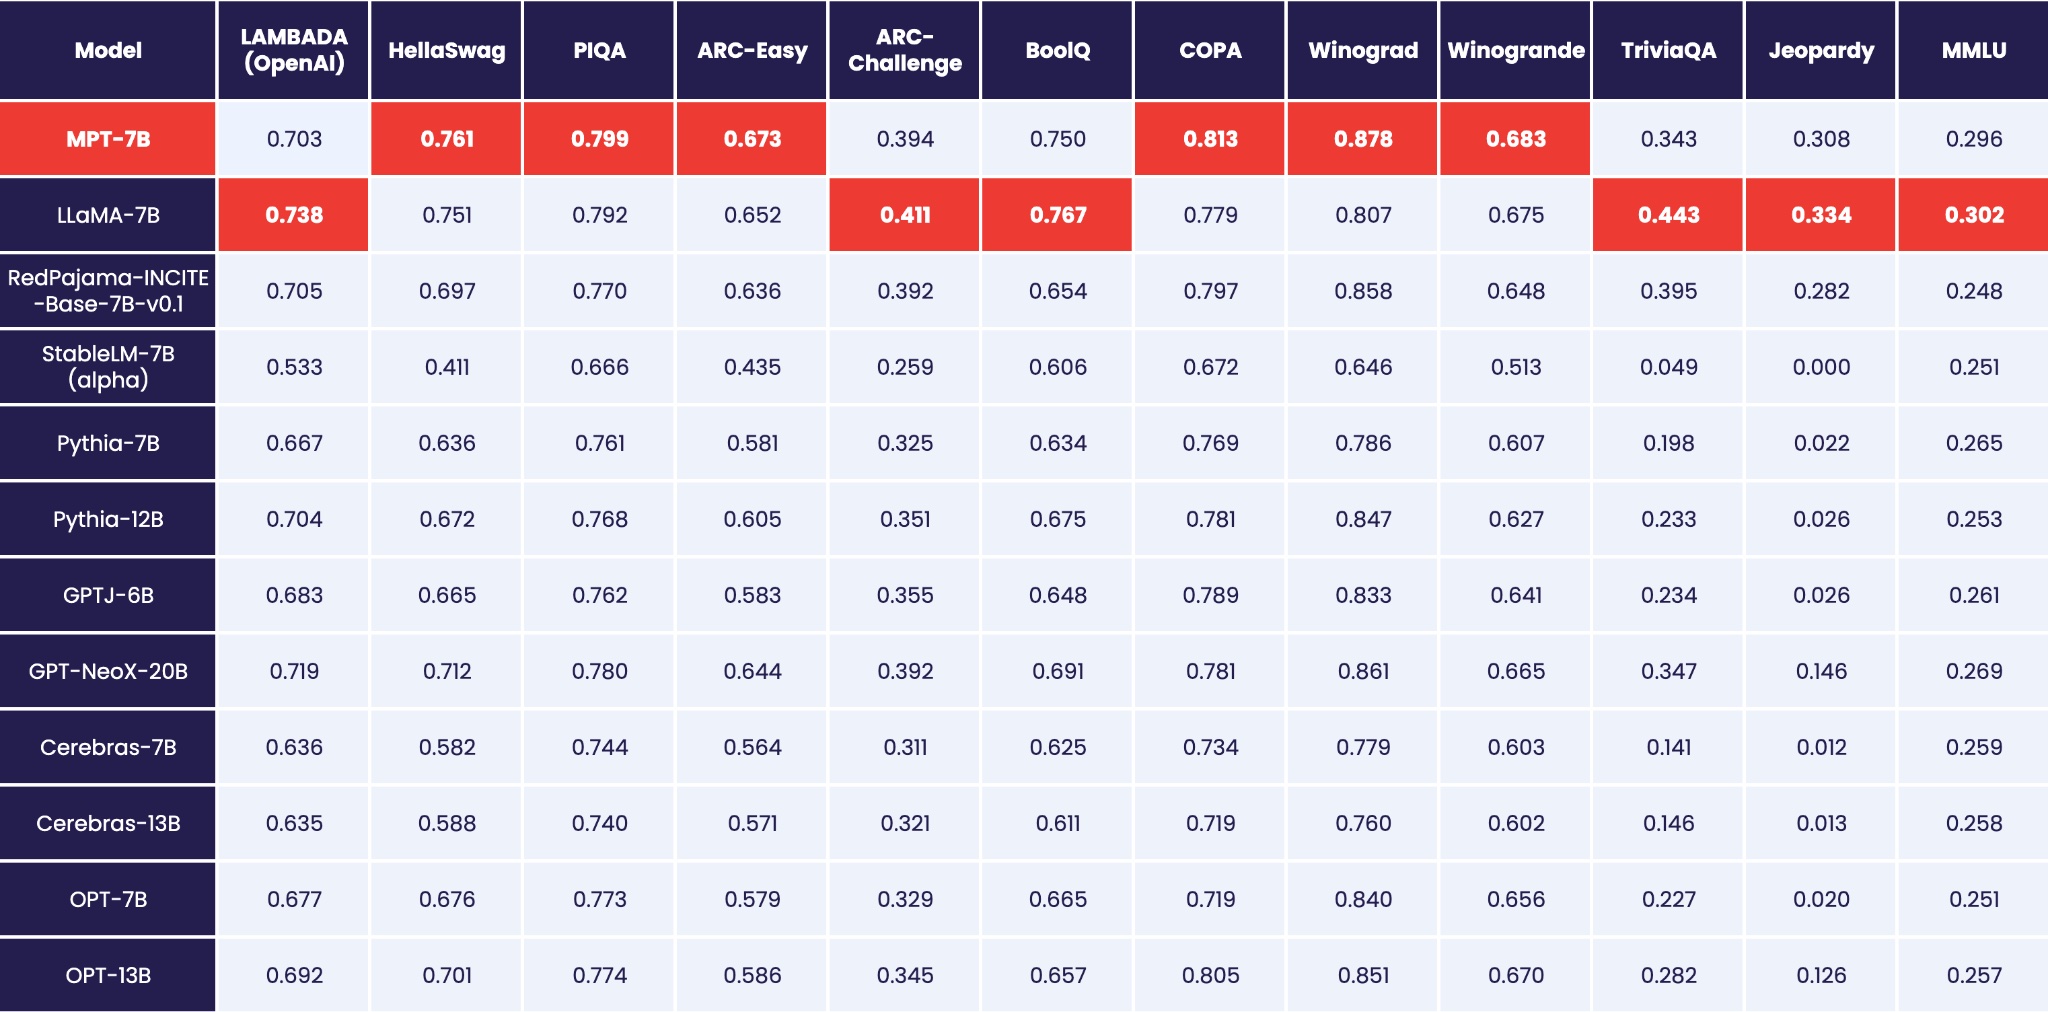 Model LAMBADA (OpenAI) HellaSwag PIQA ARC-Easy ARC-Challenge BoolQ COPA Winograd Winogrande TriviaQA Jeopardy MMLU
MPT-7B 0.703 0.761 0.799 0.673 0.394 0.750 0.813 0.878 0.683 0.343 0.308 0.296
LLaMA-7B 0.738 0.751 0.792 0.652 0.411 0.767 0.779 0.807 0.675 0.443 0.334 0.302
RedPajama-INCITE-Base-7B-v0.1 0.705 0.697 0.770 0.636 0.392 0.654 0.797 0.858 0.648 0.395 0.282 0.248
StableLM-7B (alpha) 0.533 0.411 0.666 0.435 0.259 0.606 0.672 0.646 0.513 0.049 0.000 0.251
Pythia-7B 0.667 0.636 0.761 0.581 0.325 0.634 0.769 0.786 0.607 0.198 0.022 0.265
Pythia-12B 0.704 0.672 0.768 0.605 0.351 0.675 0.781 0.847 0.627 0.233 0.026 0.253
GPTJ-6B 0.683 0.665 0.762 0.583 0.355 0.648 0.789 0.833 0.641 0.234 0.026 0.261
GPT-NeoX-20B 0.719 0.712 0.780 0.644 0.392 0.691 0.781 0.861 0.665 0.347 0.146 0.269
Cerebras-7B 0.636 0.582 0.744 0.564 0.311 0.625 0.734 0.779 0.603 0.141 0.012 0.259
Cerebras-13B 0.635 0.588 0.740 0.571 0.321 0.611 0.719 0.760 0.602 0.146 0.013 0.258
OPT-7B 0.677 0.676 0.773 0.579 0.329 0.665 0.719 0.840 0.656 0.227 0.020 0.251
OPT-13B 0.692 0.701 0.774 0.586 0.345 0.657 0.805 0.851 0.670 0.282 0.126 0.257